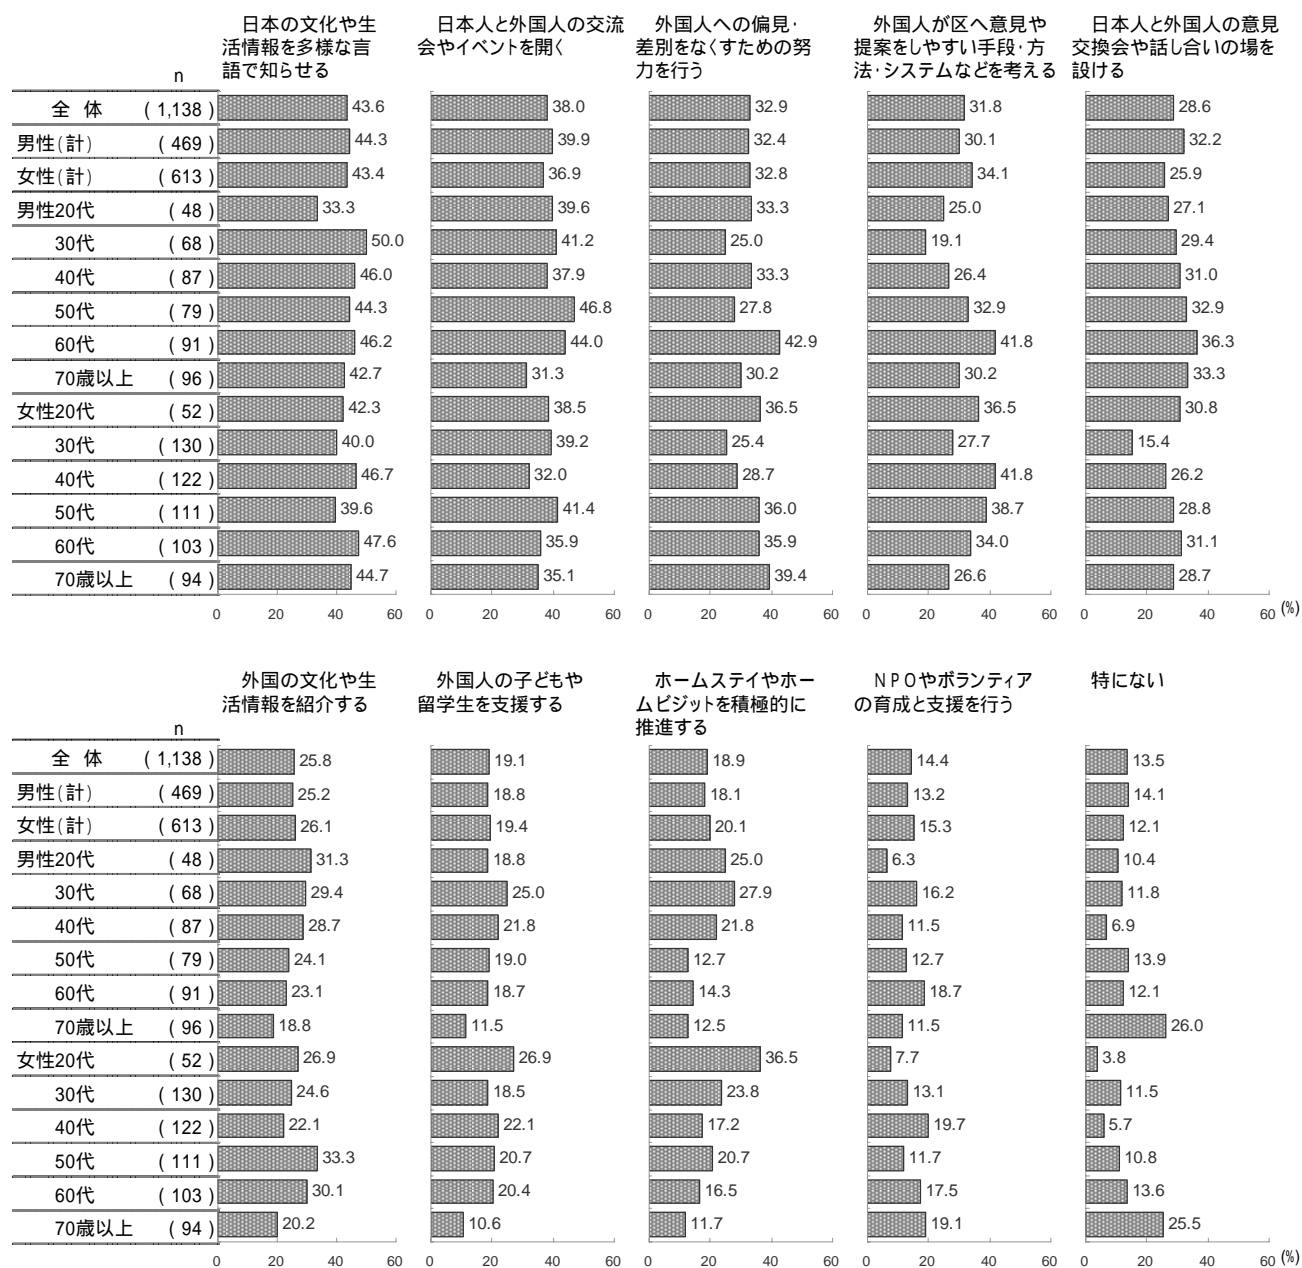 日本の文化や生
活情報を多様な言
語で知らせる
日本人と外国人の交流
会やイベントを開く
外国人への偏見・
差別をなくすための努
力を行う
外国人が区へ意見や
提案をしやすい手段・方
法・システムなどを考える
日本人と外国人の意見
交換会や話し合いの場を
設ける
n
全 体 ( 1,138 ) 43.6 38.0 32.9 31.8 28.6
男性(計) ( 469 ) 44.3 39.9 32.4 30.1 32.2
女性(計) ( 613 ) 43.4 36.9 32.8 34.1 25.9
男性20代 ( 48 ) 33.3 39.6 33.3 25.0 27.1
30代 ( 68 ) 50.0 41.2 25.0 19.1 29.4
40代 ( 87 ) 46.0 37.9 33.3 26.4 31.0
50代 ( 79 ) 44.3 46.8 27.8 32.9 32.9
60代 ( 91 ) 46.2 44.0 42.9 41.8 36.3
70歳以上 ( 96 ) 42.7 31.3 30.2 30.2 33.3
女性20代 ( 52 ) 42.3 38.5 36.5 36.5 30.8
30代 ( 130 ) 40.0 39.2 25.4 27.7 15.4
40代 ( 122 ) 46.7 32.0 28.7 41.8 26.2
50代 ( 111 ) 39.6 41.4 36.0 38.7 28.8
60代 ( 103 ) 47.6 35.9 35.9 34.0 31.1
70歳以上 ( 94 ) 44.7 35.1 39.4 26.6 28.7
0 20 40 60 0 20 40 60 0 20 40 60 0 20 40 60 0 20 40 60 (%)
外国の文化や生
活情報を紹介する
外国人の子どもや
留学生を支援する
ホームステイやホー
ムビジットを積極的に
推進する
NPOやボランティア
の育成と支援を行う
特にない
n
全 体 ( 1,138 ) 25.8 19.1 18.9 14.4 13.5
男性(計) ( 469 ) 25.2 18.8 18.1 13.2 14.1
女性(計) ( 613 ) 26.1 19.4 20.1 15.3 12.1
男性20代 ( 48 ) 31.3 18.8 25.0 6.3 10.4
30代 ( 68 ) 29.4 25.0 27.9 16.2 11.8
40代 ( 87 ) 28.7 21.8 21.8 11.5 6.9
50代 ( 79 ) 24.1 19.0 12.7 12.7 13.9
60代 ( 91 ) 23.1 18.7 14.3 18.7 12.1
70歳以上 ( 96 ) 18.8 11.5 12.5 11.5 26.0
女性20代 ( 52 ) 26.9 26.9 36.5 7.7 3.8
30代 ( 130 ) 24.6 18.5 23.8 13.1 11.5
40代 ( 122 ) 22.1 22.1 17.2 19.7 5.7
50代 ( 111 ) 33.3 20.7 20.7 11.7 10.8
60代 ( 103 ) 30.1 20.4 16.5 17.5 13.6
70歳以上 ( 94 ) 20.2 10.6 11.7 19.1 25.5
0 20 40 60 0 20 40 60 0 20 40 60 0 20 40 60 0 20 40 60 (%)